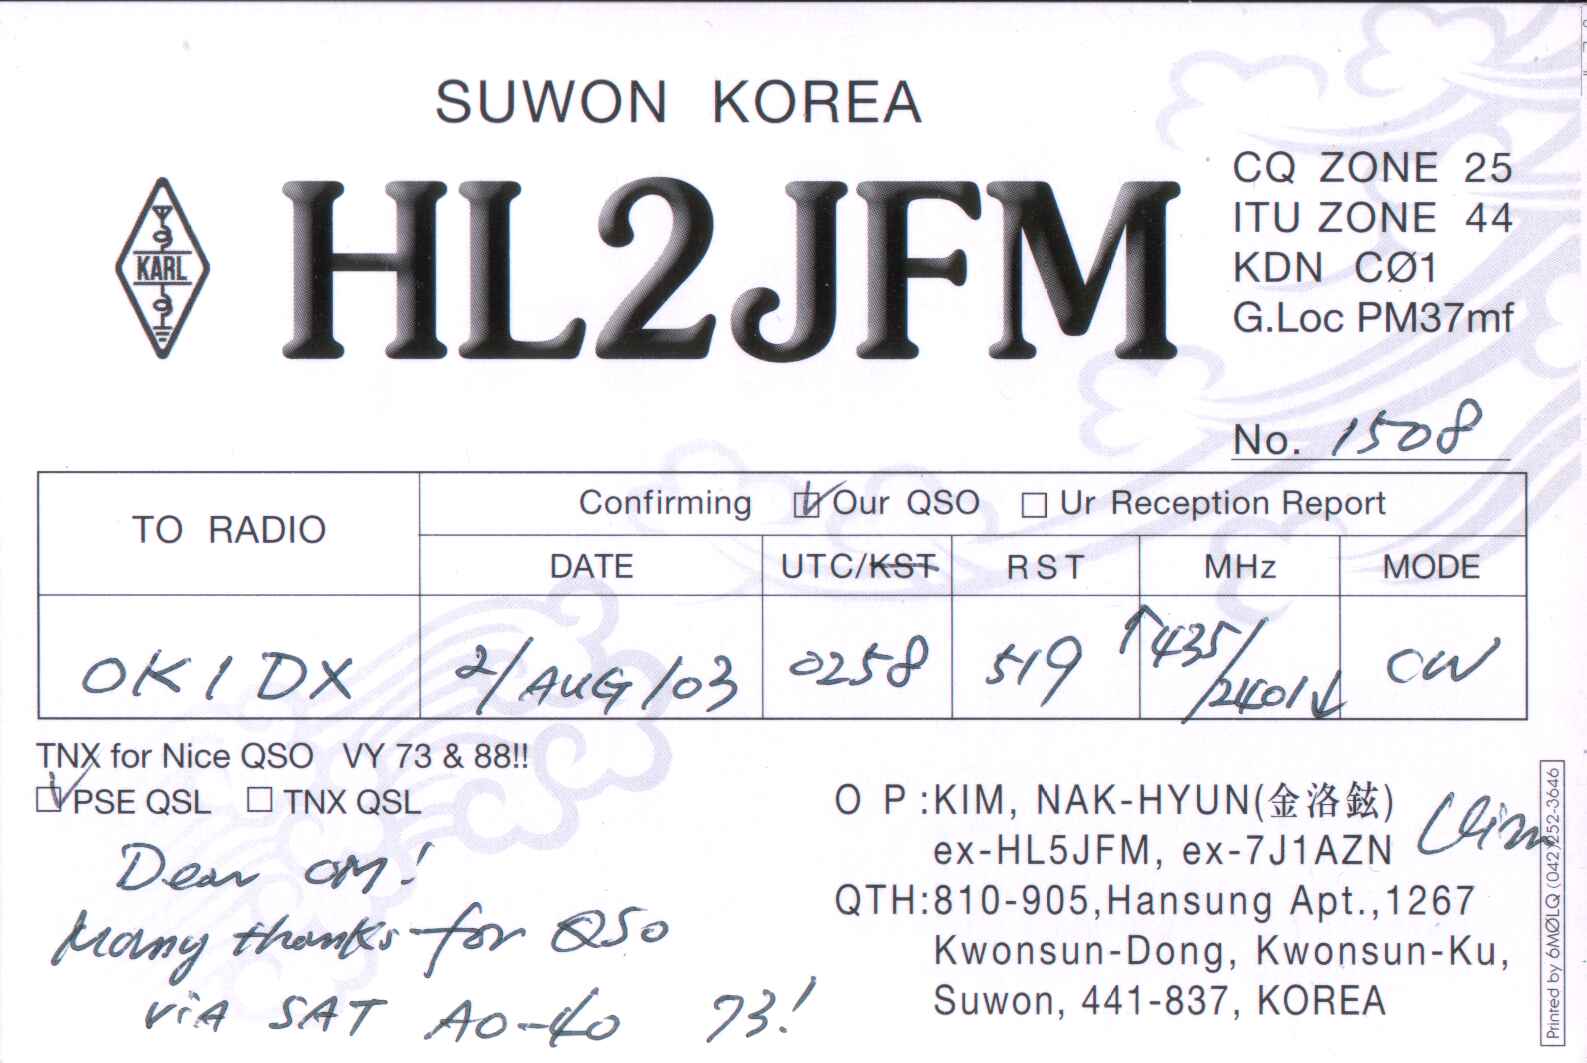 SUWON KOREA
KARL
HL2JFM
CQ ZONE 25
ITU ZONE 44
KDN CØ1
G.Loc PM37mf
No. 1508
TO RADIO
Confirming Our QSO Ur Reception Report
DATE UTC/KST RST MHz MODE
OK1DX 2/AUG/03 0258 519 ↑435/2401↓ CW
TNX for Nice QSO VY 73 & 88!!
PSE QSL TNX QSL
Dear OM!
Many thanks for QSO
via SAT AO-40 73!
O P:KIM, NAK-HYUN(金洛鉉)
ex-HL5JFM, ex-7J1AZN
QTH:810-905,Hansung Apt.,1267
Kwonsun-Dong, Kwonsun-Ku,
Suwon, 441-837, KOREA
Printed by 6MØLQ (042)252-3646